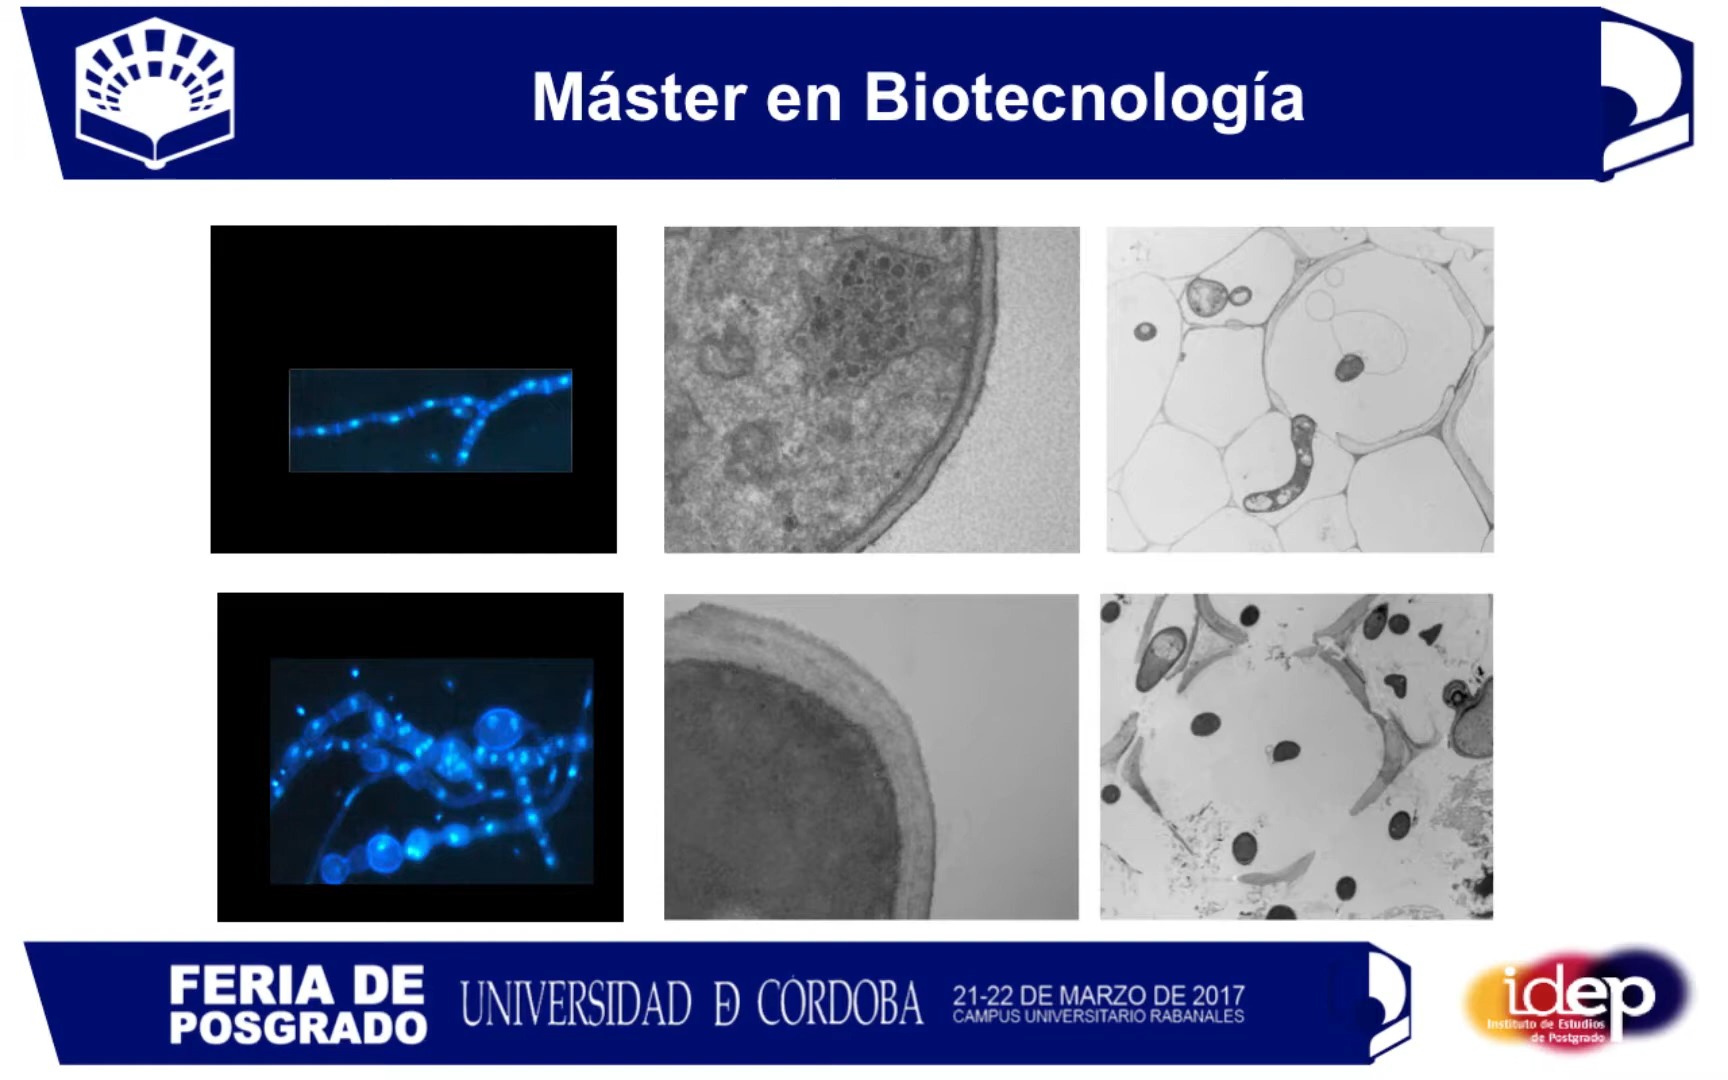 Máster en Biotecnología
FERIA DE
POSGRADO
UNIVERSIDAD Ð CÓRDOBA
21-22 DE MARZO DE 2017
CAMPUS UNIVERSITARIO RABANALES
idep
Instituto de Estudios
de Postgrado